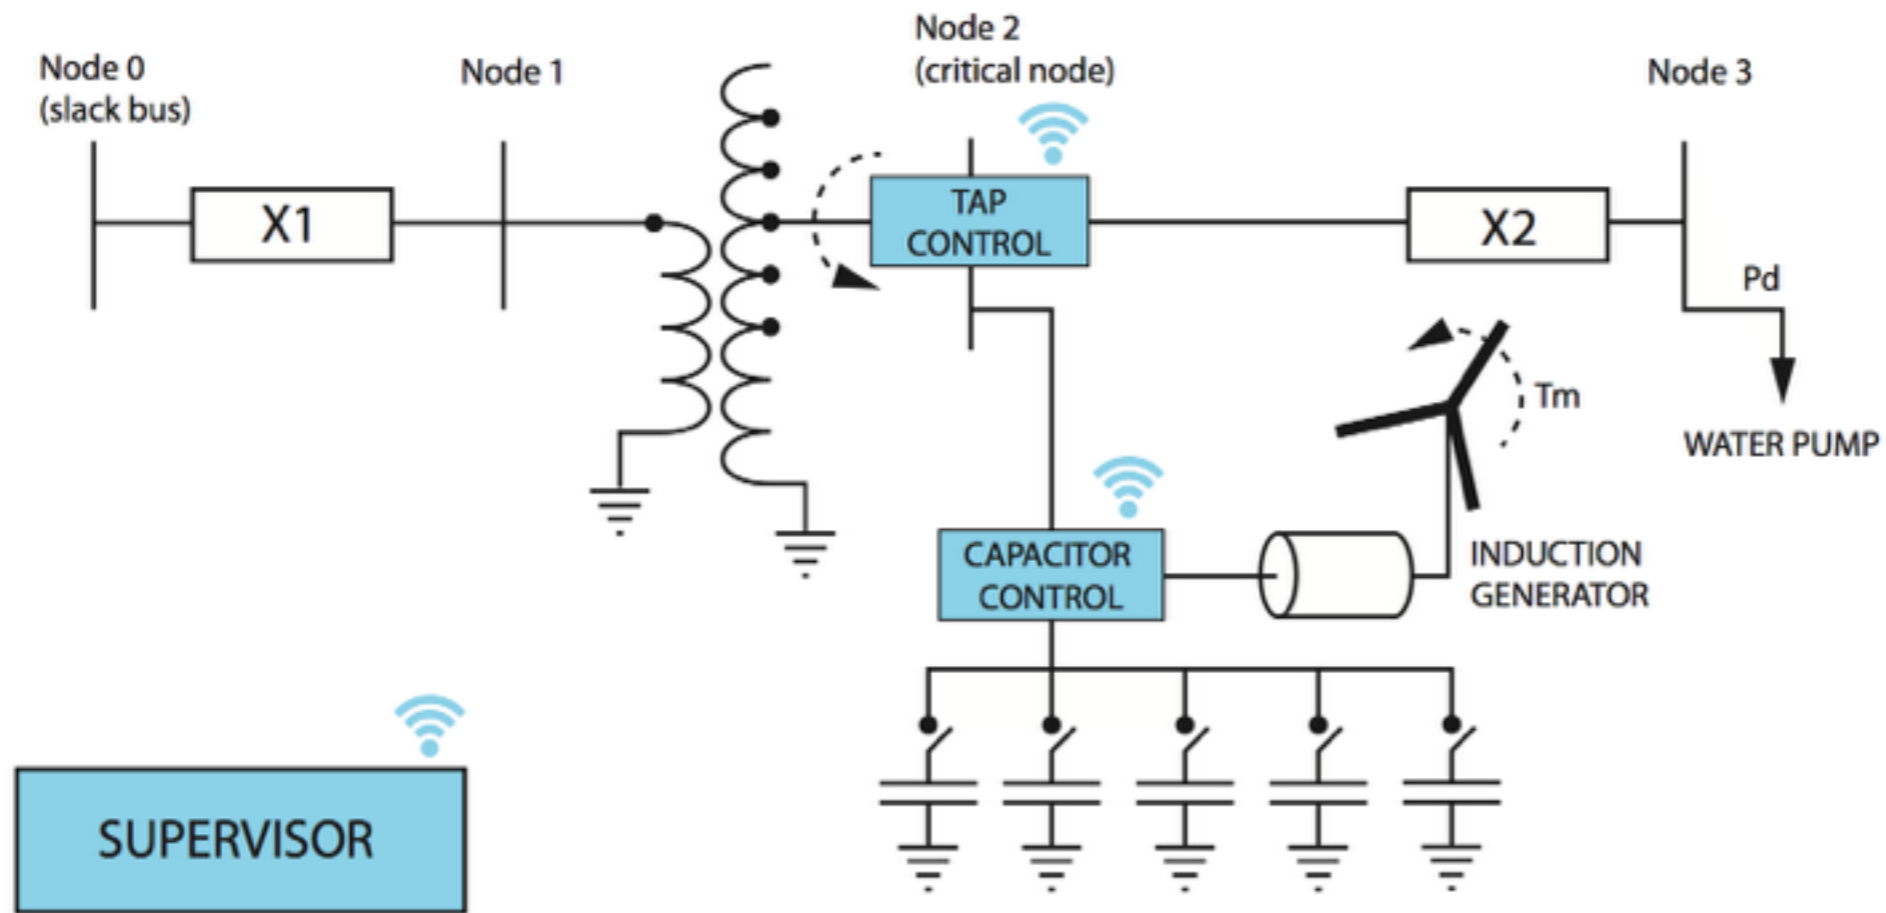 Node 0
(slack bus)
Node 1
Node 2
(critical node)
Node 3
X1
TAP
CONTROL
X2
Pd
Tm
WATER PUMP
CAPACITOR
CONTROL
INDUCTION
GENERATOR
SUPERVISOR